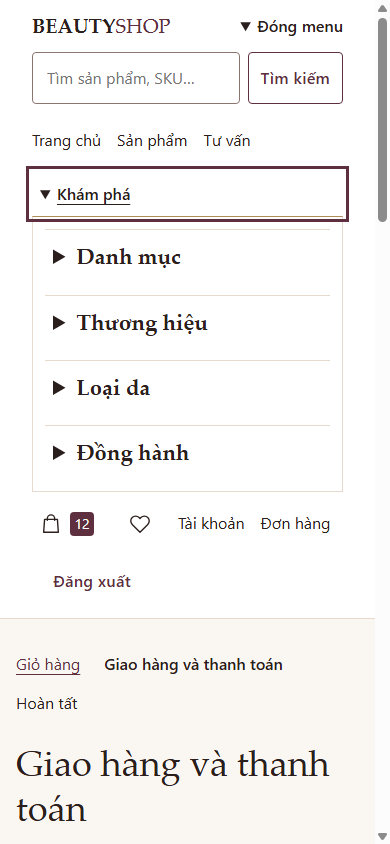 BEAUTYSHOP
▼ Đóng menu
Tìm sản phẩm, SKU...
Tìm kiếm
Trang chủ Sản phẩm Tư vấn
▼ Khám phá
▶ Danh mục
▶ Thương hiệu
▶ Loại da
▶ Đồng hành
12
Tài khoản Đơn hàng
Đăng xuất
Giỏ hàng Giao hàng và thanh toán
Hoàn tất
Giao hàng và thanh
toán